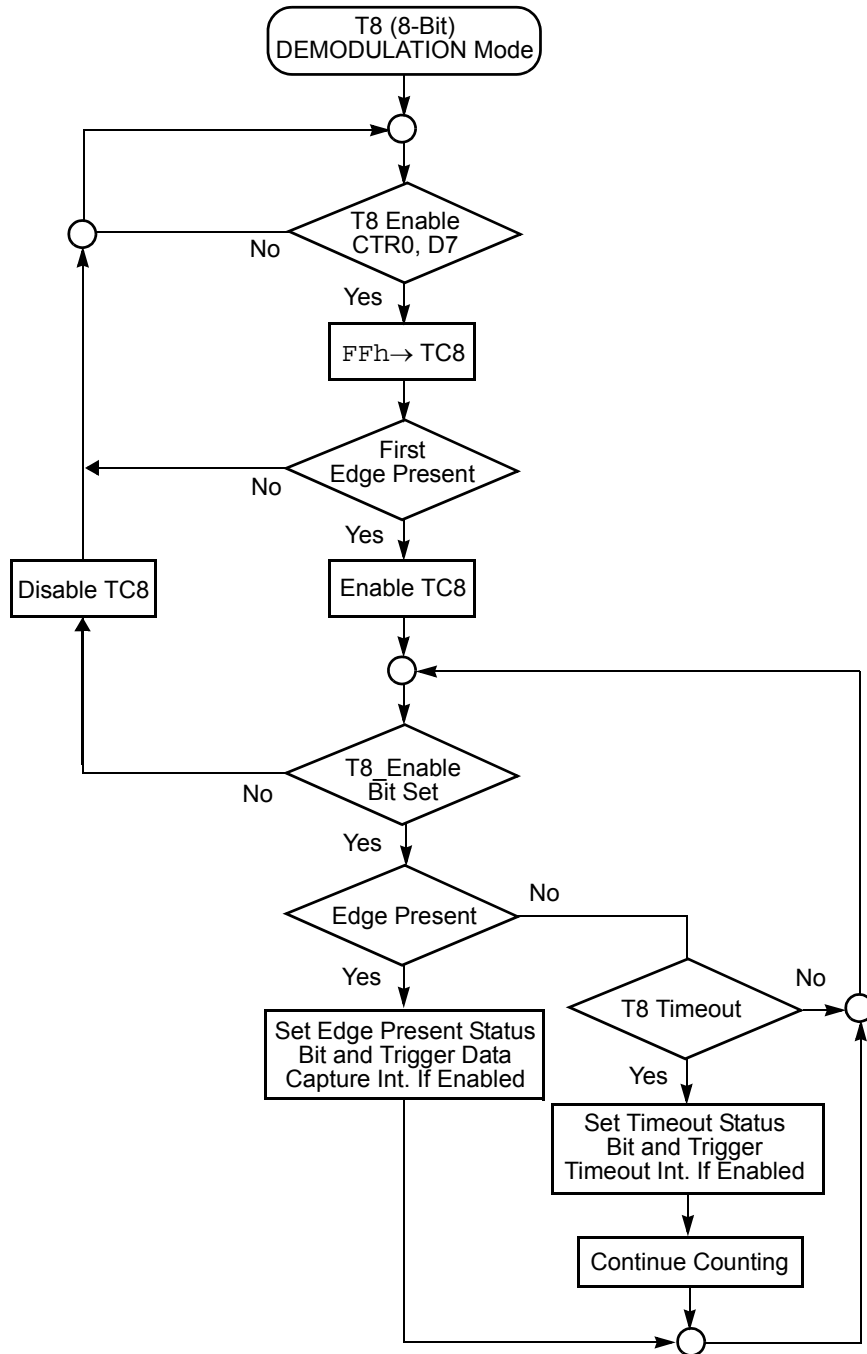 T8 (8-Bit)
DEMODULATION Mode
T8 Enable
CTR0, D7
No
Yes
FFh→ TC8
First
Edge Present
No
Yes
Disable TC8
Enable TC8
T8_Enable
Bit Set
No
Yes
Edge Present
No
Yes
T8 Timeout
No
Set Edge Present Status
Bit and Trigger Data
Capture Int. If Enabled
Yes
Set Timeout Status
Bit and Trigger
Timeout Int. If Enabled
Continue Counting